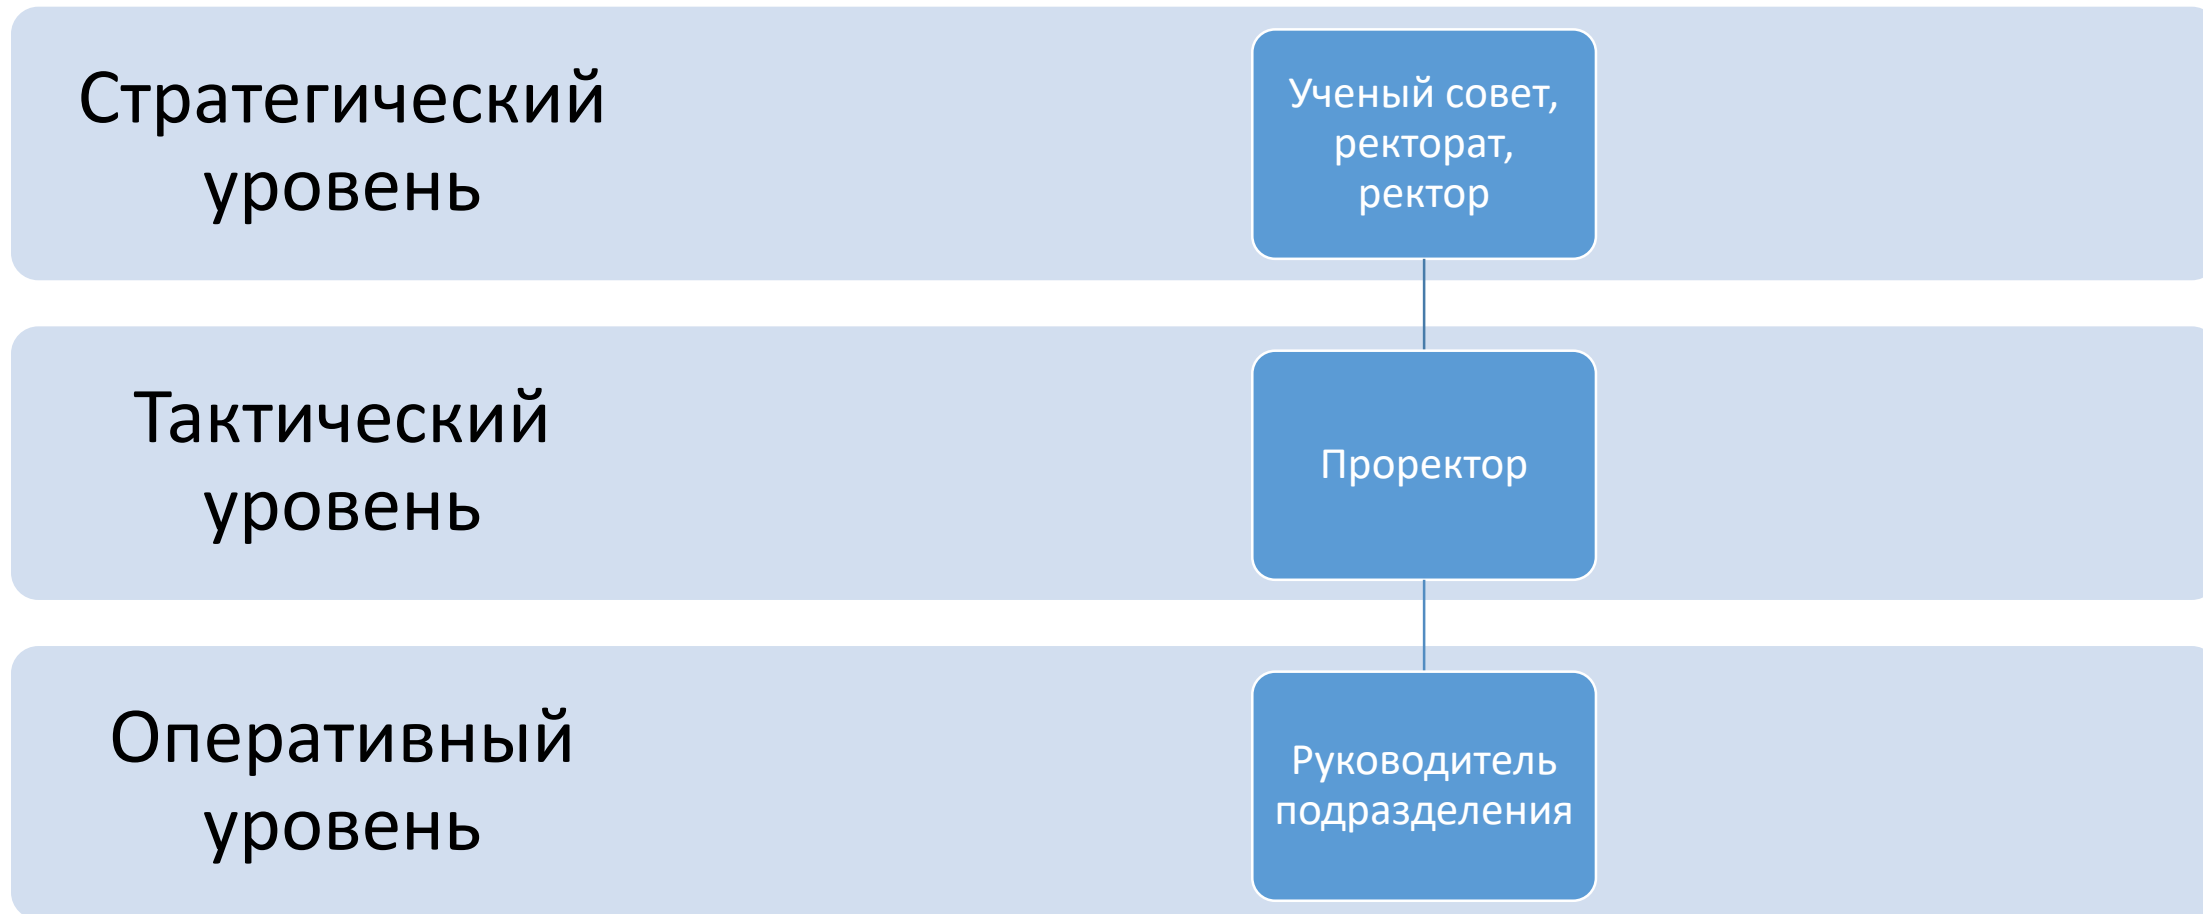 Стратегический
уровень
Ученый совет,
ректорат,
ректор
Тактический
уровень
Проректор
Оперативный
уровень
Руководитель
подразделения